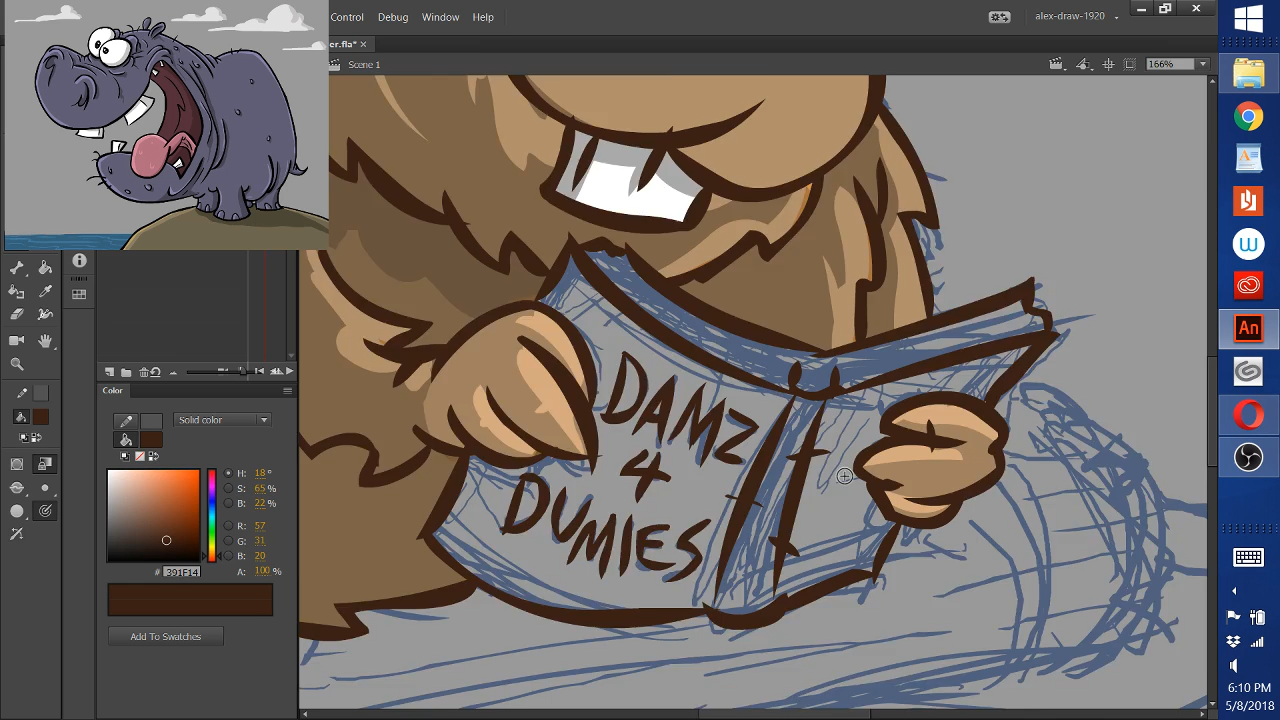 Control Debug Window Help
alex-draw-1920
er.fla* ×
Scene 1
166%
Color
Solid color
H: 18 °
S: 65 %
B: 22 %
R: 57
G: 31
B: 20
# 391F14
A: 100 %
Add To Swatches
DAMZ
4
DUMIES
An
6:10 PM
5/8/2018